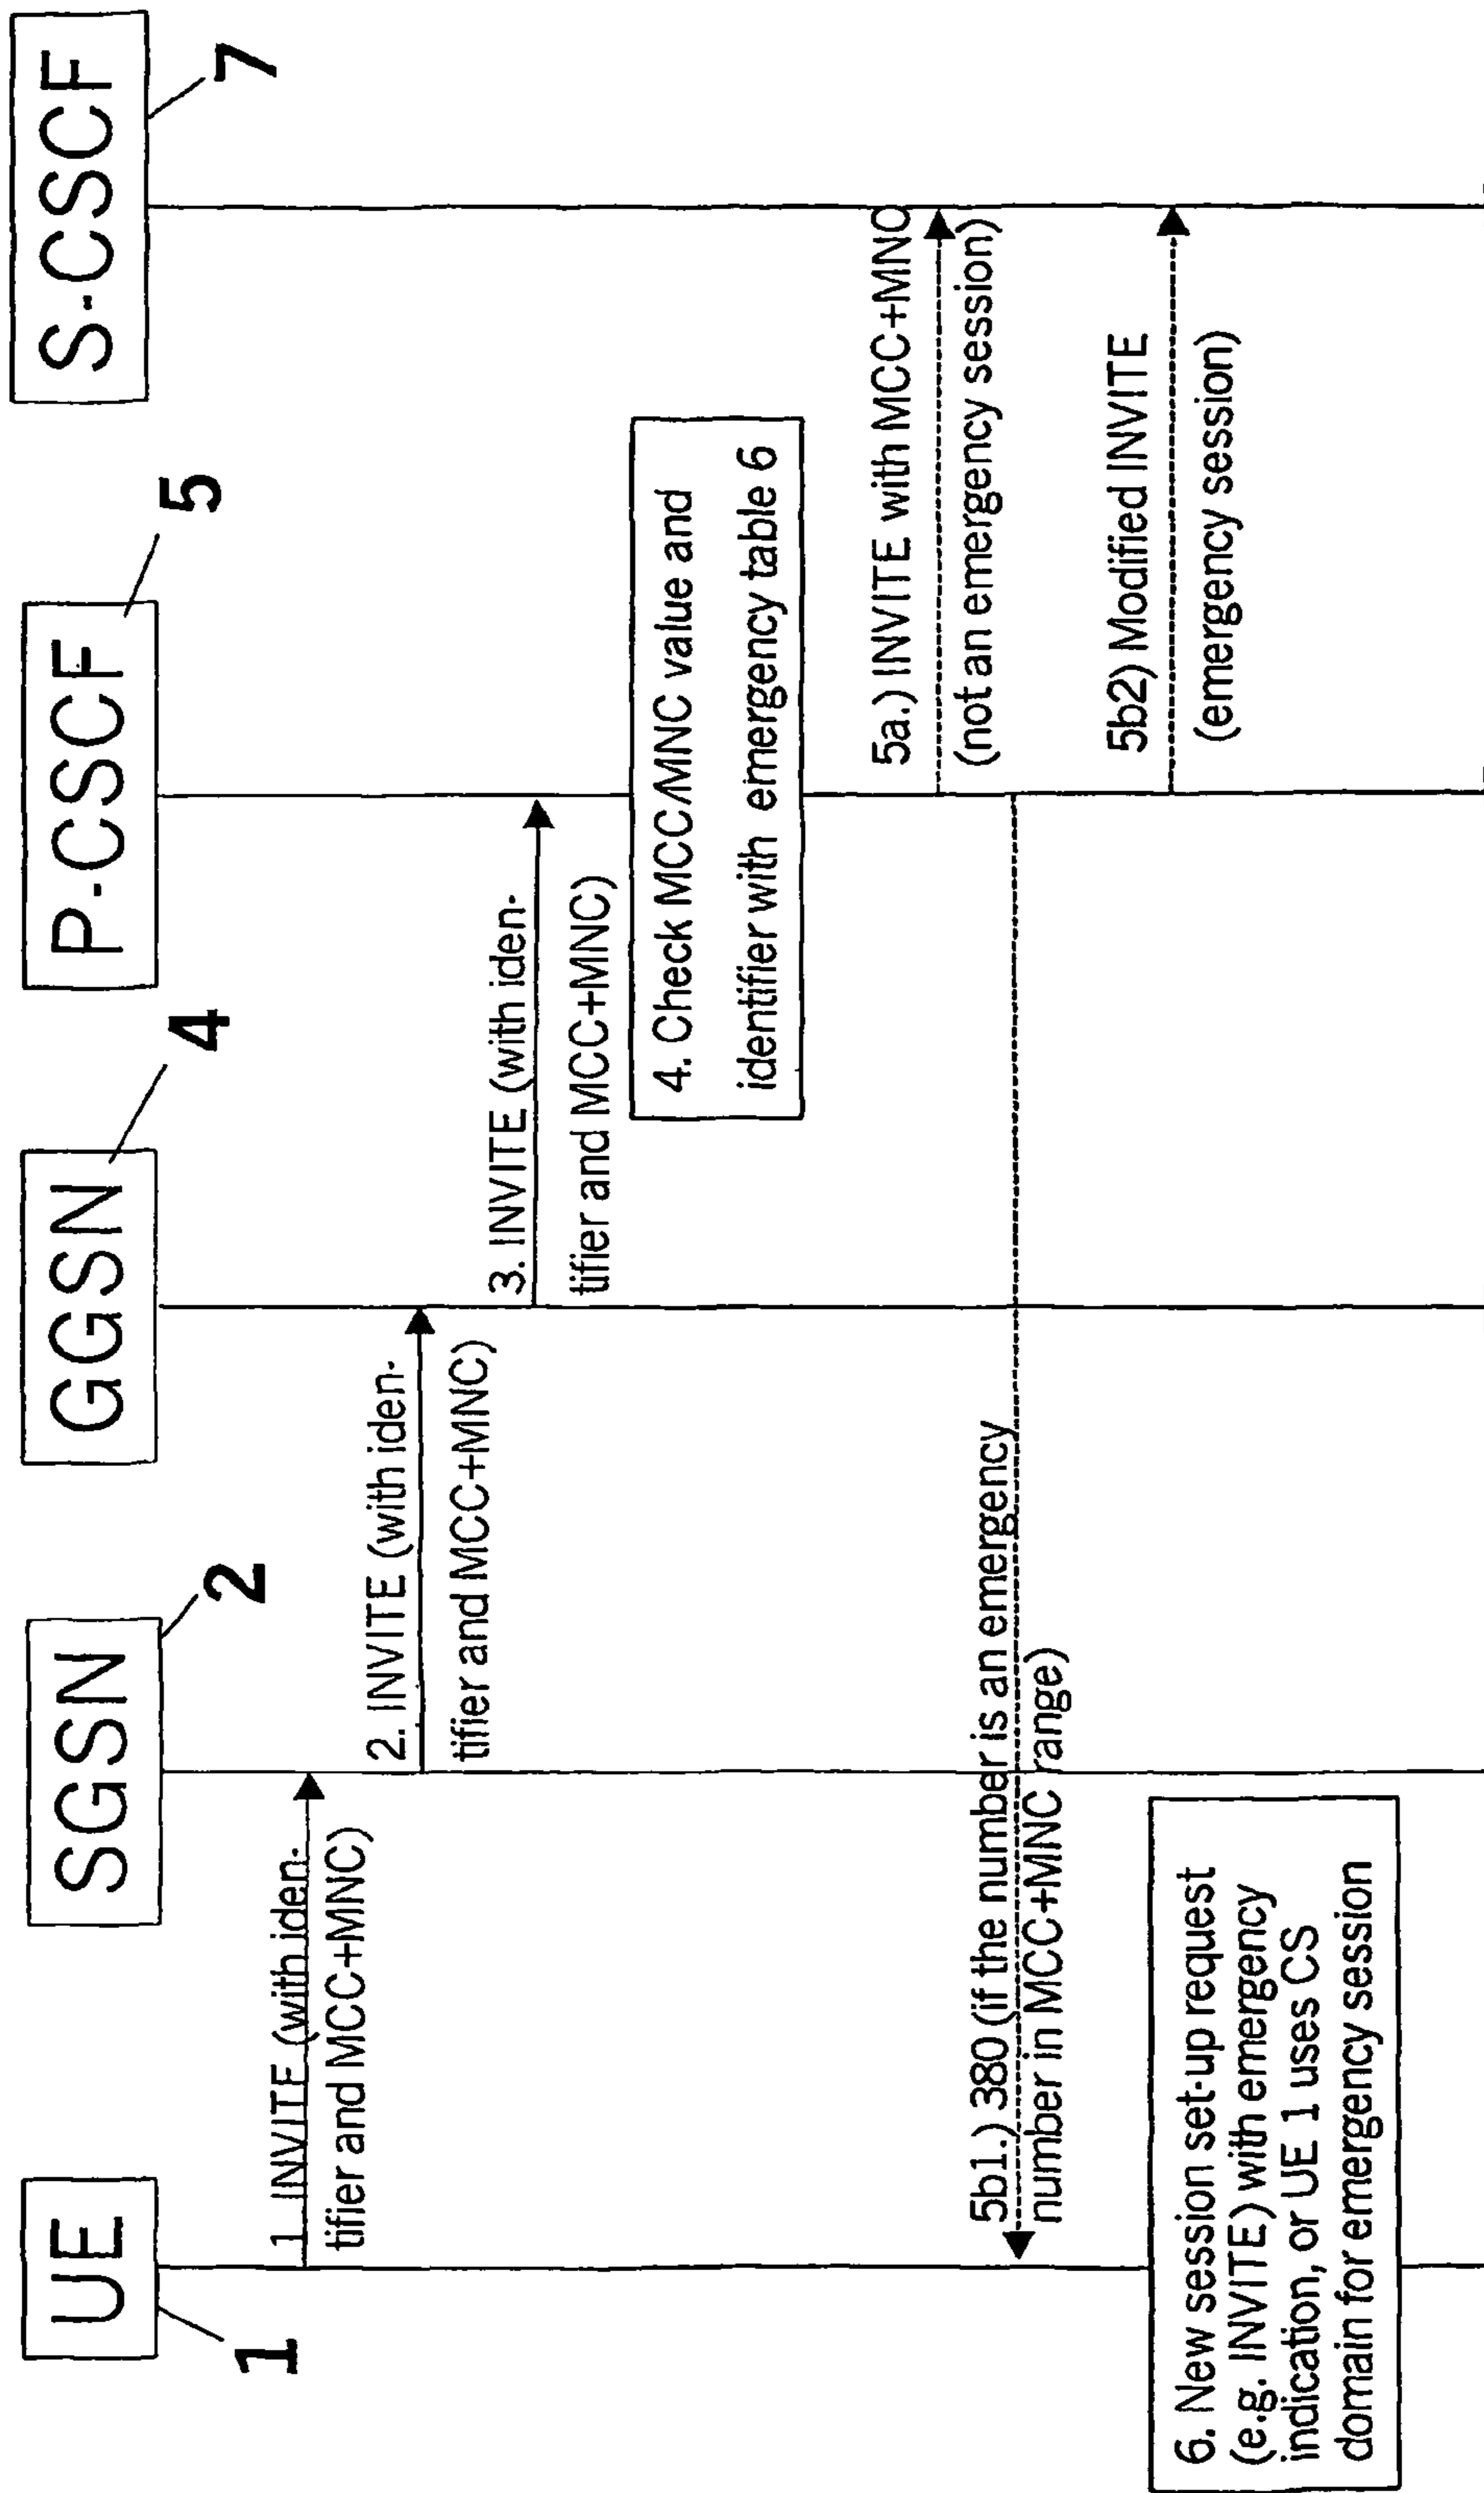 UE
SGSN
GGSN
P-CSCF
S-CSCF
1
2
4
5
7
1. INVITE (with iden-
tifier and MCC+MNC)
2. INVITE (with iden-
tifier and MCC+MNC)
3. INVITE (with iden-
tifier and MCC+MNC)
4. Check MCC/MNC value and
identifier with emergency table 6
5a.) INVITE with MCC+MNC
(not an emergency session)
5b1.) 380 (if the number is an emergency
number in MCC+MNC range)
5b2) Modified INVITE
(emergency session)
6. New session set-up request
(e.g. INVITE) with emergency
indication, or UE 1 uses CS
domain for emergency session